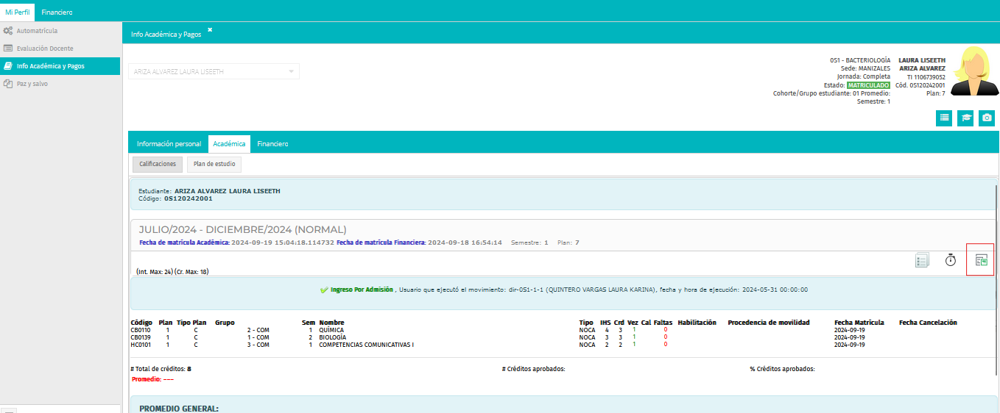 Mi Perfil Financiero
Automatrícula
Evaluación Docente
Info Académica y Pagos
Paz y salvo
Info Académica y Pagos ✖
ARIZA ALVAREZ LAURA LISEETH
0S1 - BACTERIOLOGÍA LAURA LISEETH
Sede: MANIZALES ARIZA ALVAREZ
Jornada: Completa TI 1106739052
Estado: MATRICULADO Cód. 0S120242001
Cohorte/Grupo estudiante: 01 Promedio: Plan: 7
Semestre: 1
Información personal Académica Financiero
Calificaciones Plan de estudio
Estudiante: ARIZA ALVAREZ LAURA LISEETH
Código: 0S120242001
JULIO/2024 - DICIEMBRE/2024 (NORMAL)
Fecha de matrícula Académica: 2024-09-19 15:04:18.114732 Fecha de matrícula Financiera: 2024-09-18 16:54:14 Semestre: 1 Plan: 7
(Int. Max: 24) (Cr. Max: 18)
Ingreso Por Admisión , Usuario que ejecutó el movimiento: dir-0S1-1-1 (QUINTERO VARGAS LAURA KARINA), fecha y hora de ejecución: 2024-05-31 00:00:00
Código Plan Tipo Plan Grupo Sem Nombre Tipo IHS Crd Vez Cal Faltas Habilitación Procedencia de movilidad Fecha Matrícula Fecha Cancelación
CB0110 1 C 2 - COM 1 QUÍMICA NOCA 4 3 1 0 2024-09-19
CB0139 1 C 1 - COM 2 BIOLOGÍA NOCA 3 3 1 0 2024-09-19
HC0101 1 C 3 - COM 1 COMPETENCIAS COMUNICATIVAS I NOCA 2 2 1 0 2024-09-19
# Total de créditos: 8 # Créditos aprobados: % Créditos aprobados:
Promedio: ----
PROMEDIO GENERAL: